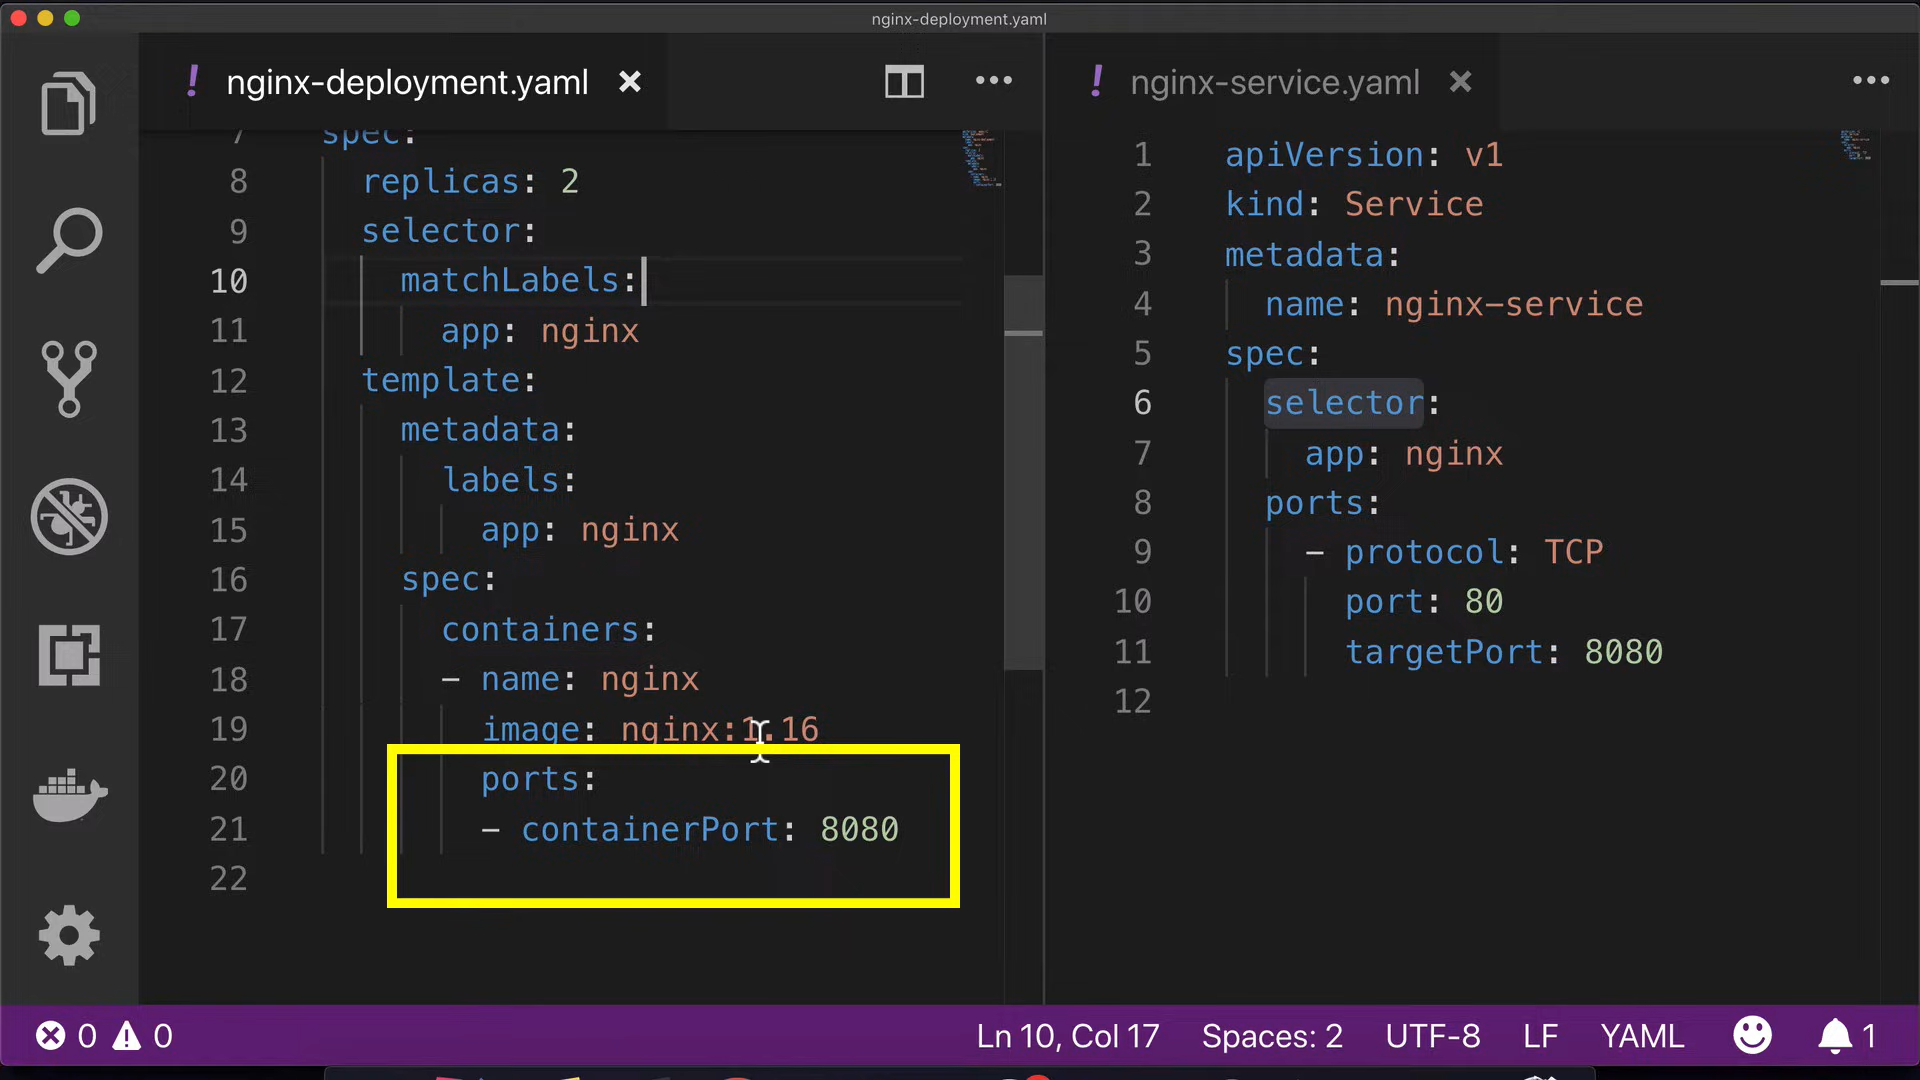 nginx-deployment.yaml
! nginx-deployment.yaml ×
7 spec:
8 replicas: 2
9 selector:
10 matchLabels:
11 app: nginx
12 template:
13 metadata:
14 labels:
15 app: nginx
16 spec:
17 containers:
18 - name: nginx
19 image: nginx:1.16
20 ports:
21 - containerPort: 8080
22
! nginx-service.yaml ×
1 apiVersion: v1
2 kind: Service
3 metadata:
4 name: nginx-service
5 spec:
6 selector:
7 app: nginx
8 ports:
9 - protocol: TCP
10 port: 80
11 targetPort: 8080
12
0 0 Ln 10, Col 17 Spaces: 2 UTF-8 LF YAML 1